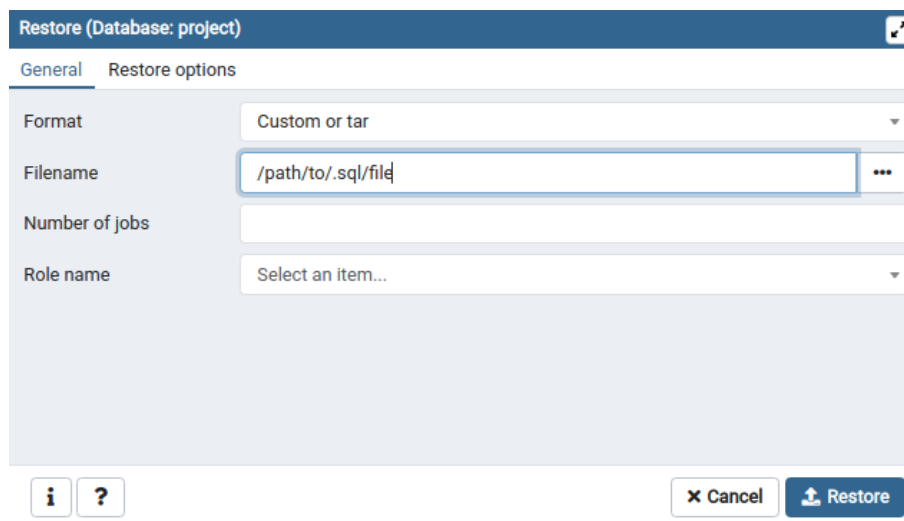 Restore (Database: project)
General Restore options
Format Custom or tar
Filename /path/to/.sql/file •••
Number of jobs
Role name Select an item...
i ? × Cancel Restore